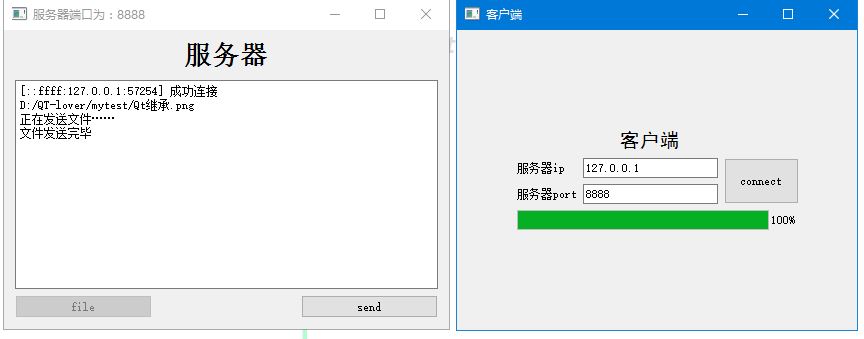 服务器端口为：8888
服务器
[::ffff:127.0.0.1:57254] 成功连接
D:/QT-lover/mytest/Qt继承.png
正在发送文件……
文件发送完毕
file
send
客户端
客户端
服务器ip 127.0.0.1
服务器port 8888
connect
100%